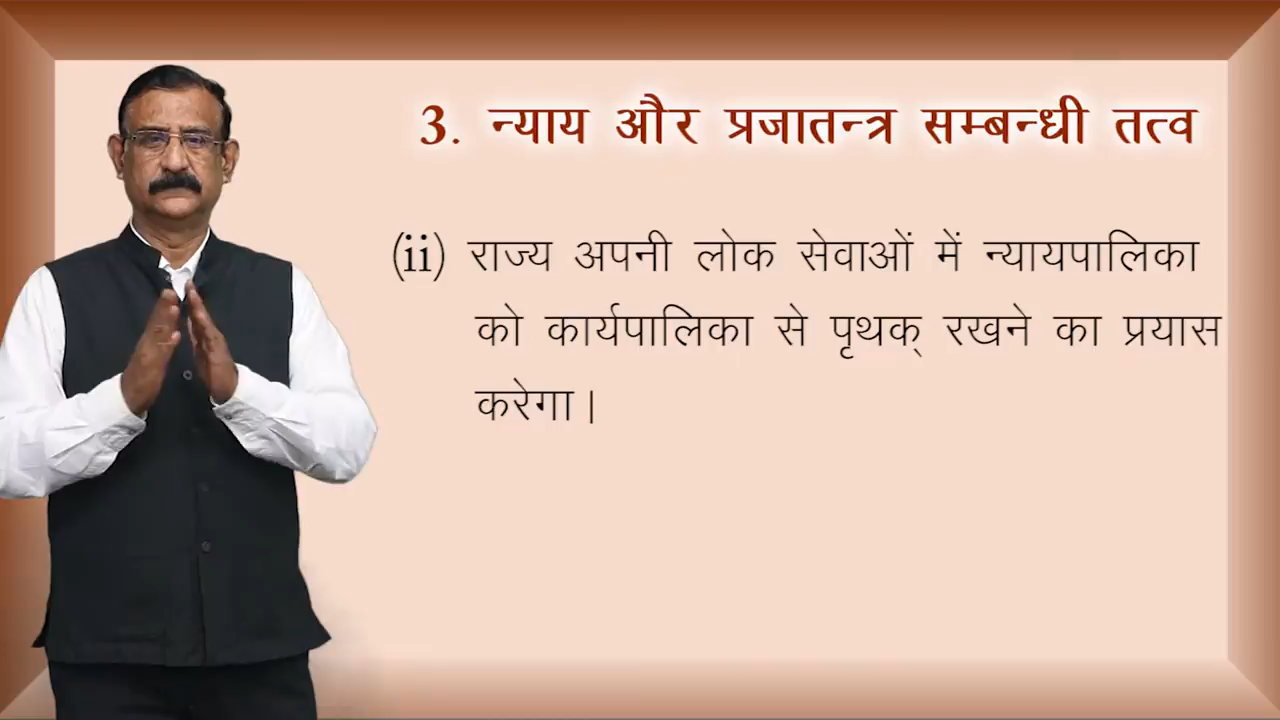 3. न्याय और प्रजातन्त्र सम्बन्धी तत्व
(ii) राज्य अपनी लोक सेवाओं में न्यायपालिका
को कार्यपालिका से पृथक् रखने का प्रयास
करेगा।